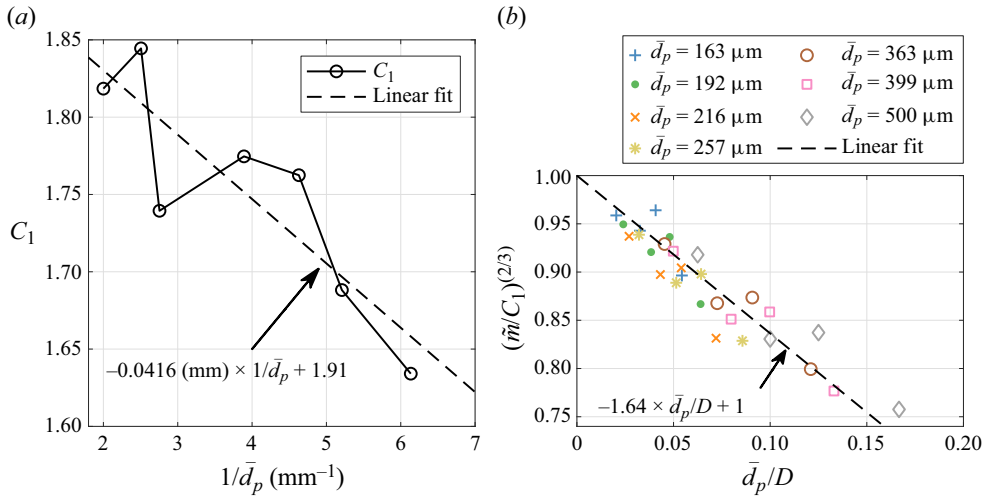 (a)
1.85
1.80
1.75
1.70
1.65
1.60
C₁
C₁
Linear fit
−0.0416 (mm) × 1/d̄ₚ + 1.91
2 3 4 5 6 7
1/d̄ₚ (mm⁻¹)
(b)
d̄ₚ = 163 μm
d̄ₚ = 192 μm
d̄ₚ = 216 μm
d̄ₚ = 257 μm
d̄ₚ = 363 μm
d̄ₚ = 399 μm
d̄ₚ = 500 μm
Linear fit
1.00
0.95
0.90
0.85
0.80
0.75
(m̃/C₁)⁽²/³⁾
−1.64 × d̄ₚ/D + 1
0 0.05 0.10 0.15 0.20
d̄ₚ/D